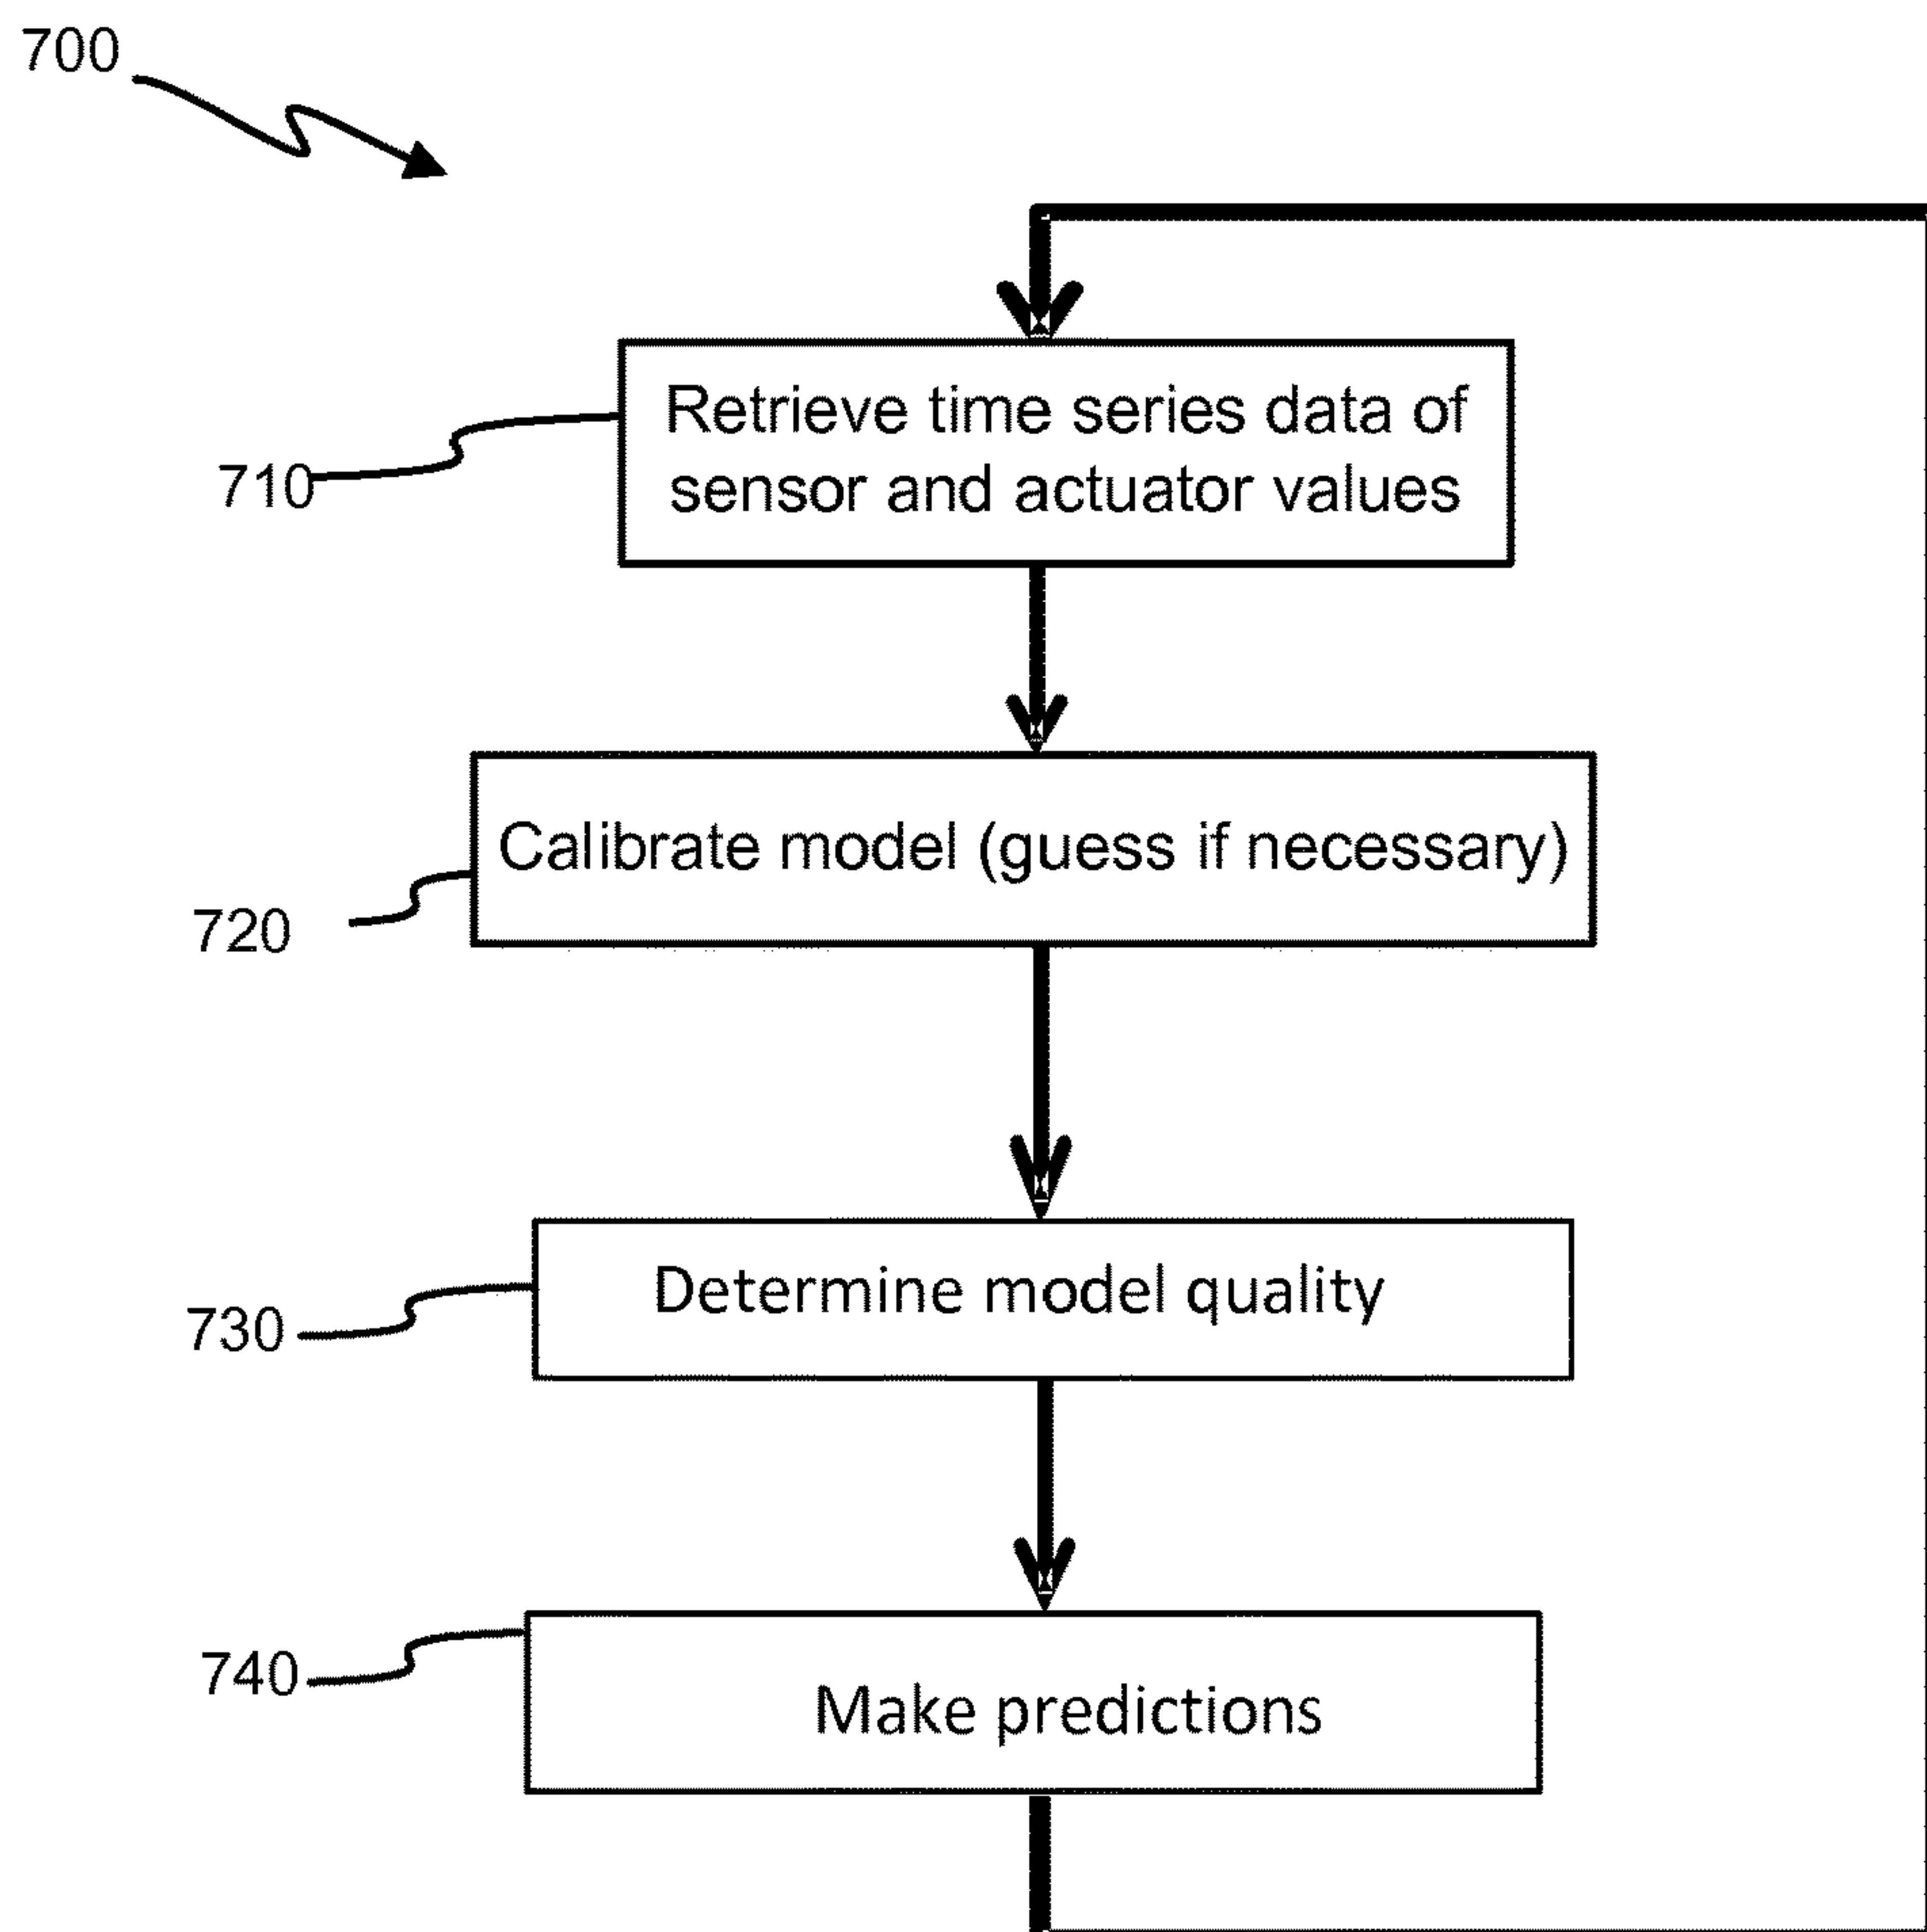 700
Retrieve time series data of
sensor and actuator values
710
Calibrate model (guess if necessary)
720
Determine model quality
730
740
Make predictions